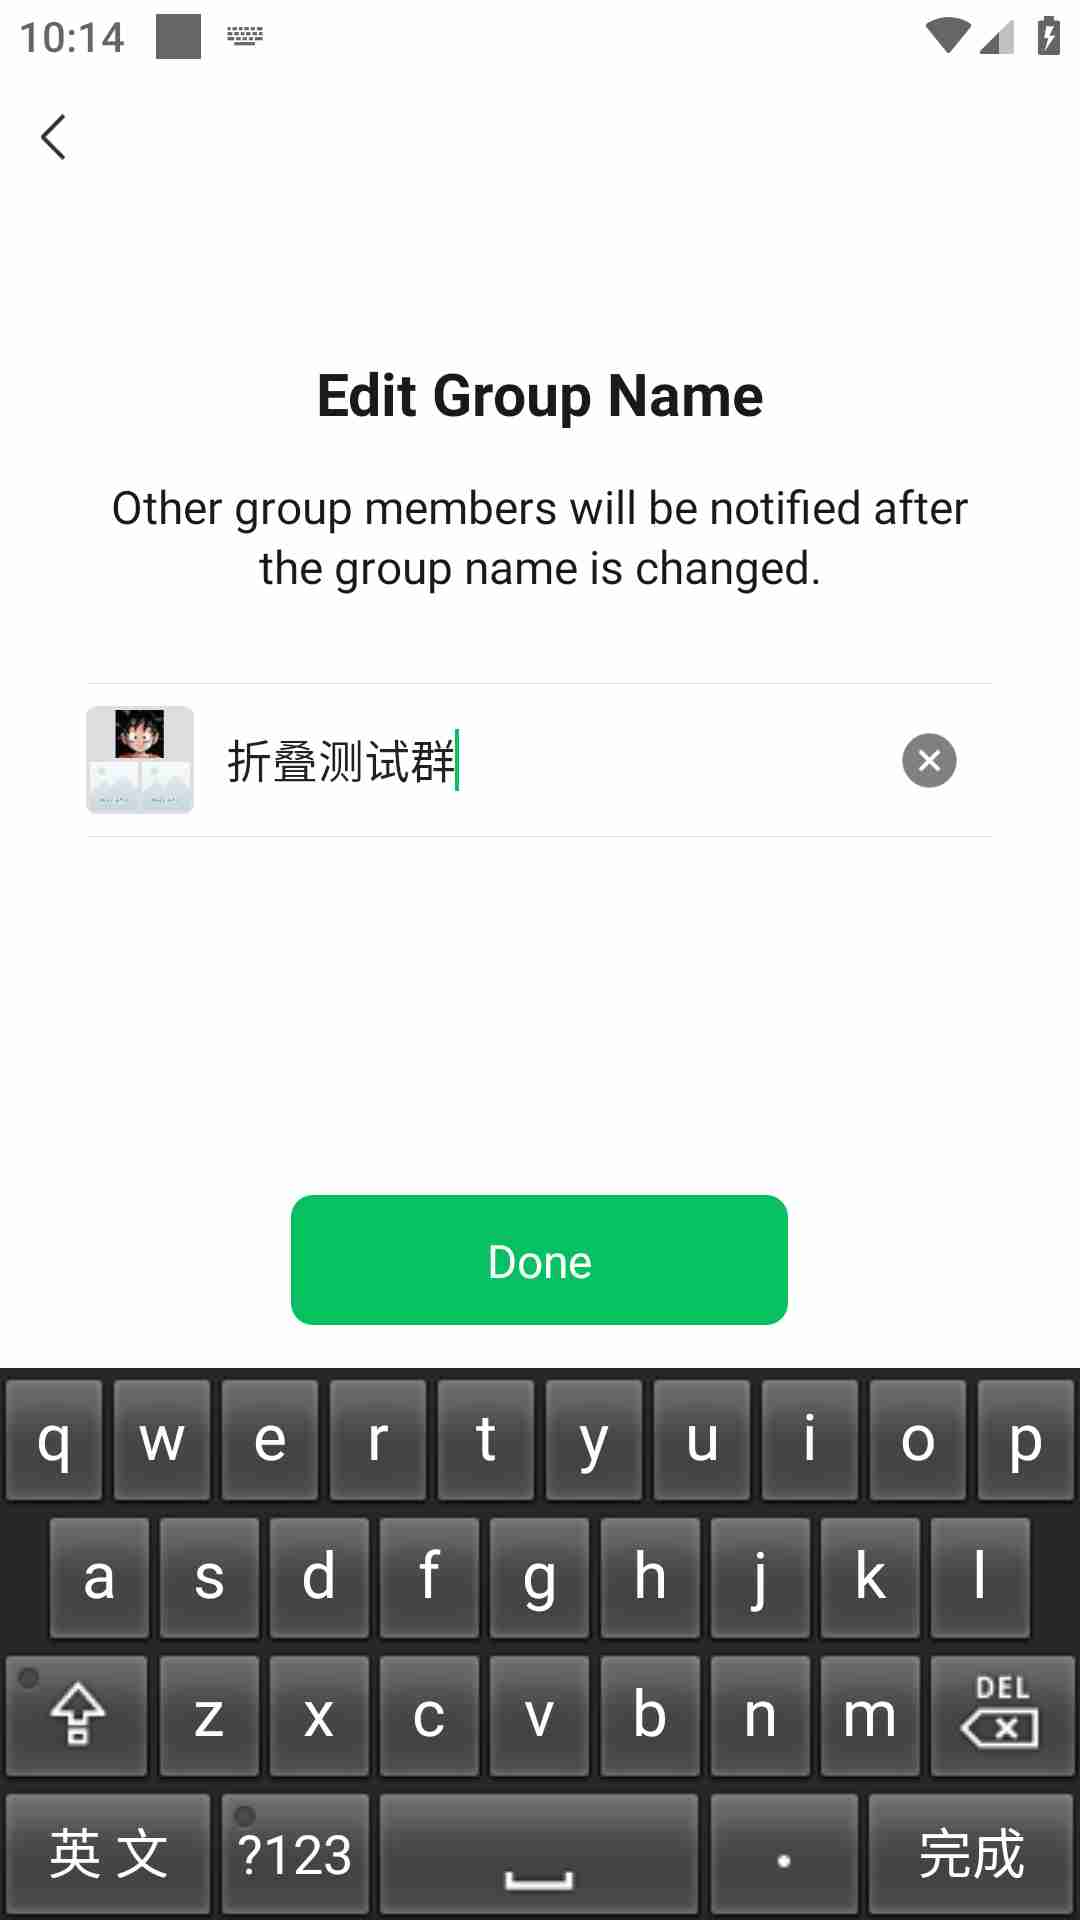 10:14
Edit Group Name
Other group members will be notified after
the group name is changed.
折叠测试群
Done
q w e r t y u i o p
a s d f g h j k l
z x c v b n m DEL
英文 ?123 . 完成